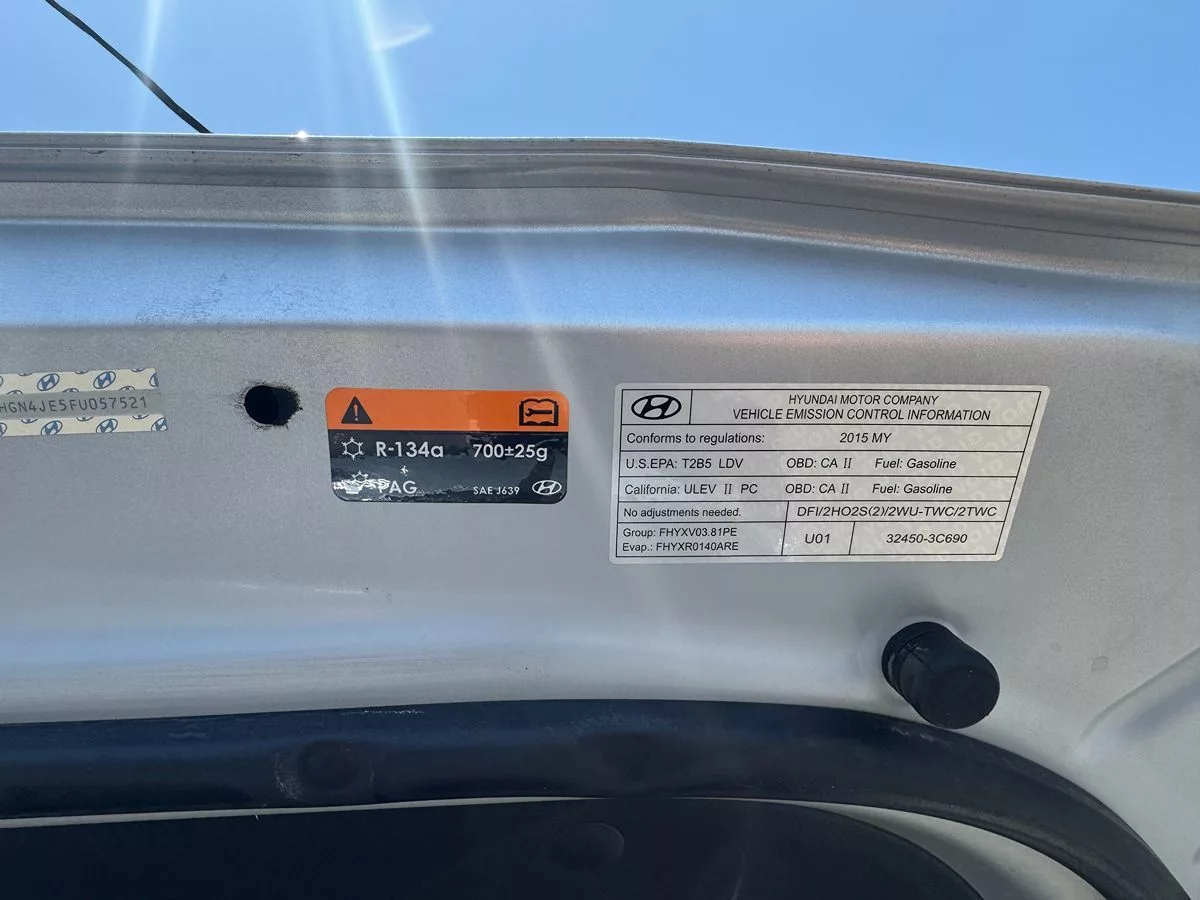 HGN4JE5FU057521
R-134a 700±25g
PAG SAE J639
HYUNDAI MOTOR COMPANY
VEHICLE EMISSION CONTROL INFORMATION
Conforms to regulations: 2015 MY
U.S.EPA: T2B5 LDV OBD: CA II Fuel: Gasoline
California: ULEV II PC OBD: CA II Fuel: Gasoline
No adjustments needed. DFI/2HO2S(2)/2WU-TWC/2TWC
Group: FHYXV03.81PE
Evap.: FHYXR0140ARE
U01 32450-3C690